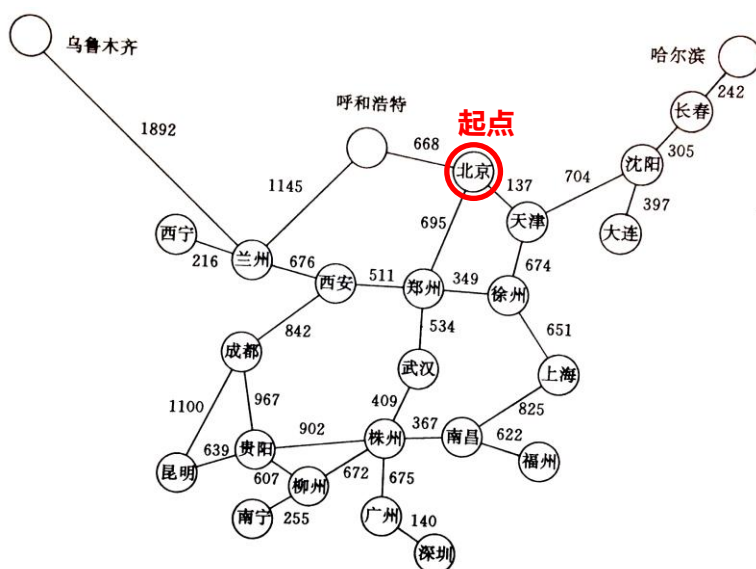 乌鲁木齐
哈尔滨
242
长春
呼和浩特
起点
1892
668
北京
704
沈阳
305
137
1145
天津
397
西宁
695
大连
216
兰州
676
674
西安
511
郑州
349
徐州
842
534
651
成都
武汉
上海
967
1100
409
825
902
367
622
639
贵阳
株州
南昌
福州
昆明
607
柳州
672
675
南宁
255
广州
140
深圳